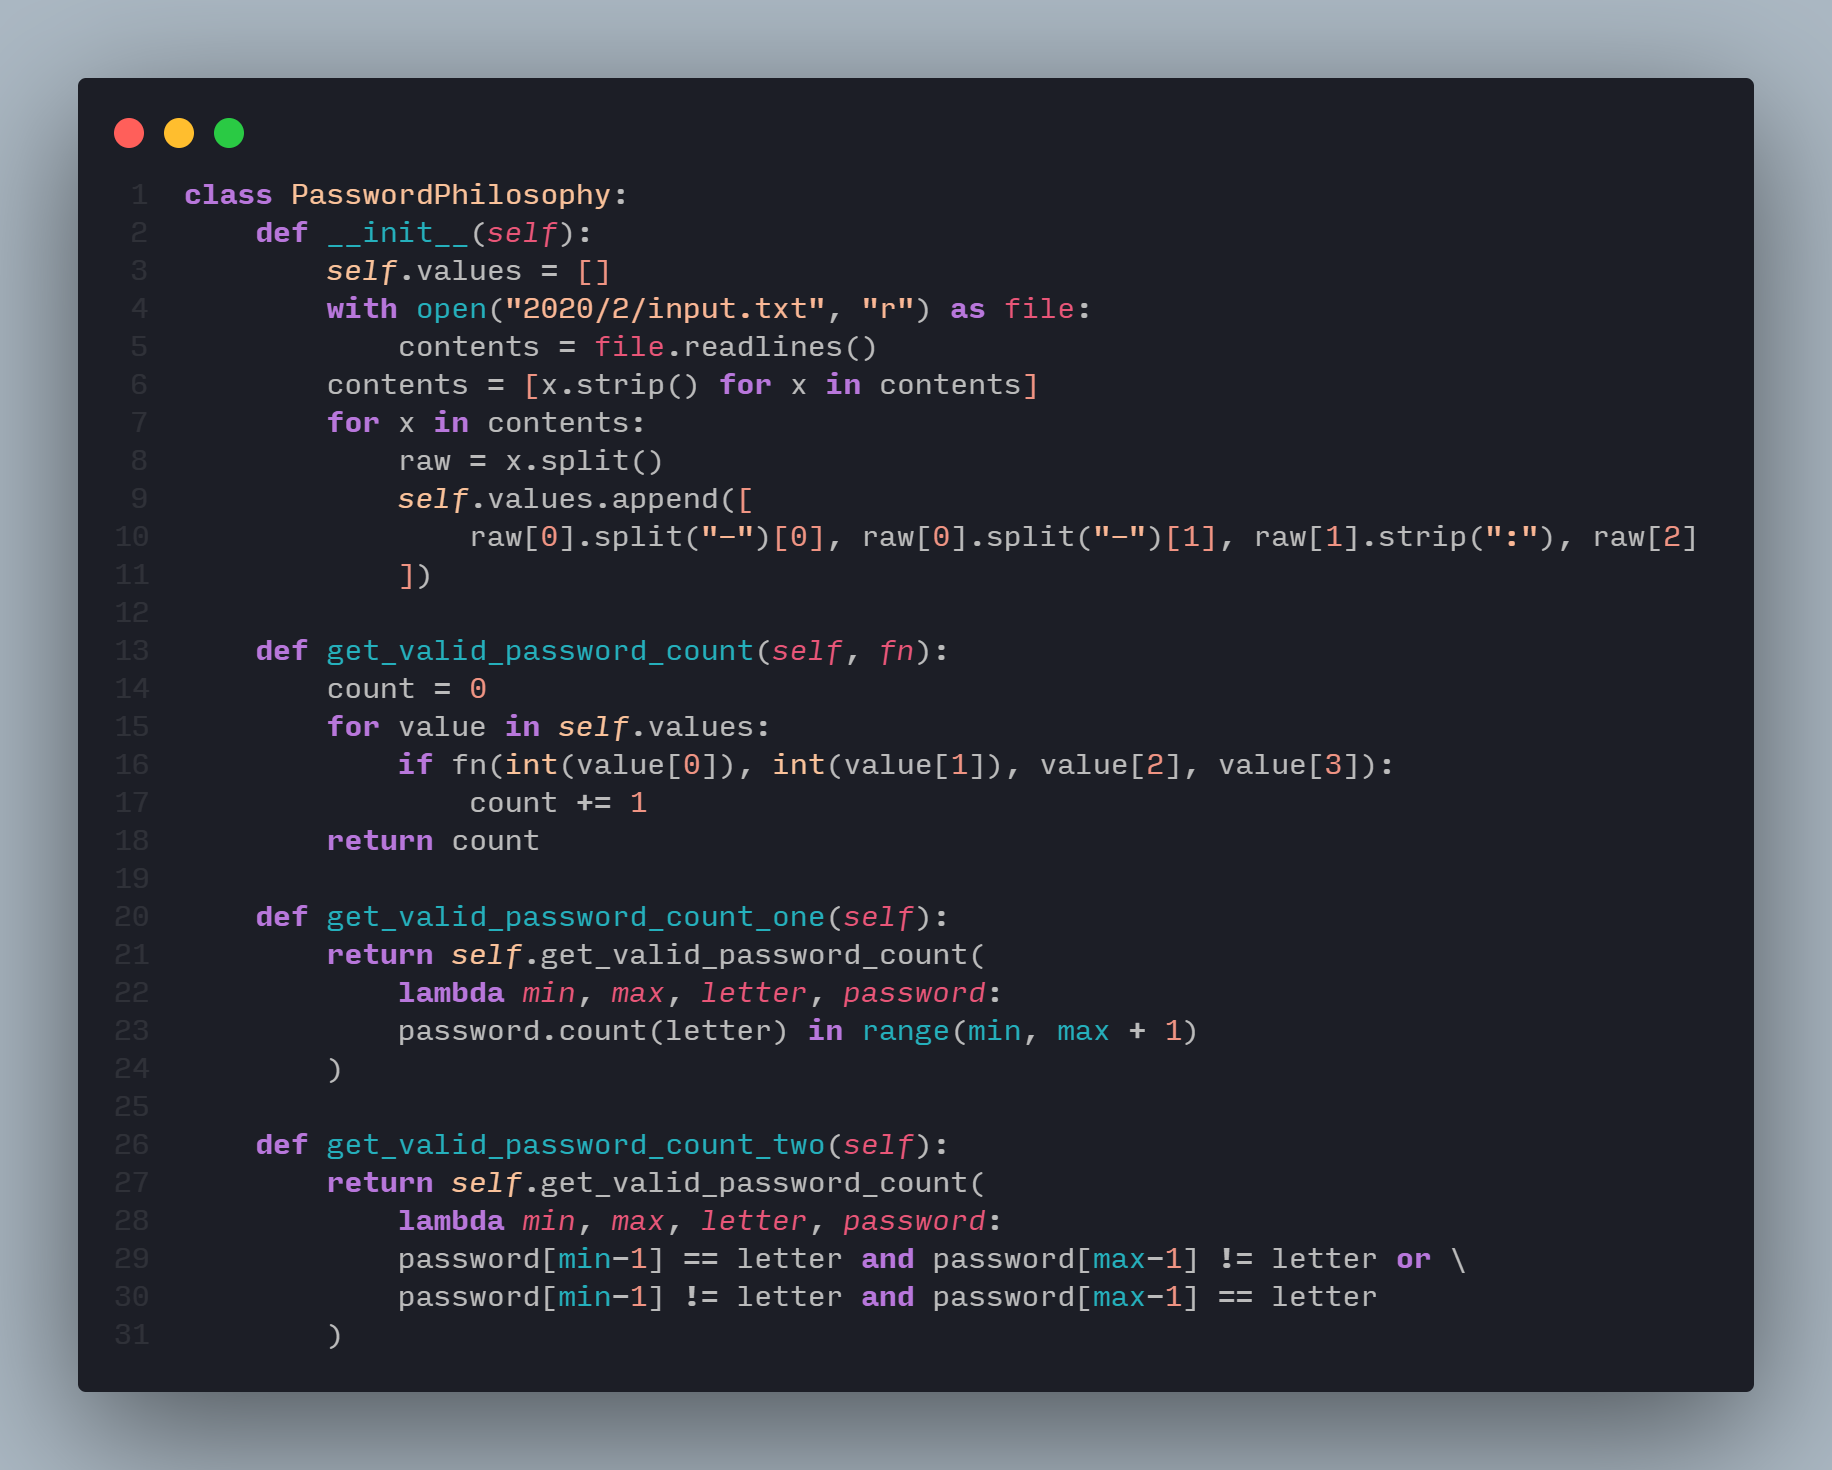 1 class PasswordPhilosophy:
2     def __init__(self):
3         self.values = []
4         with open("2020/2/input.txt", "r") as file:
5             contents = file.readlines()
6         contents = [x.strip() for x in contents]
7         for x in contents:
8             raw = x.split()
9             self.values.append([
10                 raw[0].split("-")[0], raw[0].split("-")[1], raw[1].strip(":"), raw[2]
11             ])
12
13     def get_valid_password_count(self, fn):
14         count = 0
15         for value in self.values:
16             if fn(int(value[0]), int(value[1]), value[2], value[3]):
17                 count += 1
18         return count
19
20     def get_valid_password_count_one(self):
21         return self.get_valid_password_count(
22             lambda min, max, letter, password:
23             password.count(letter) in range(min, max + 1)
24         )
25
26     def get_valid_password_count_two(self):
27         return self.get_valid_password_count(
28             lambda min, max, letter, password:
29             password[min-1] == letter and password[max-1] != letter or \
30             password[min-1] != letter and password[max-1] == letter
31         )